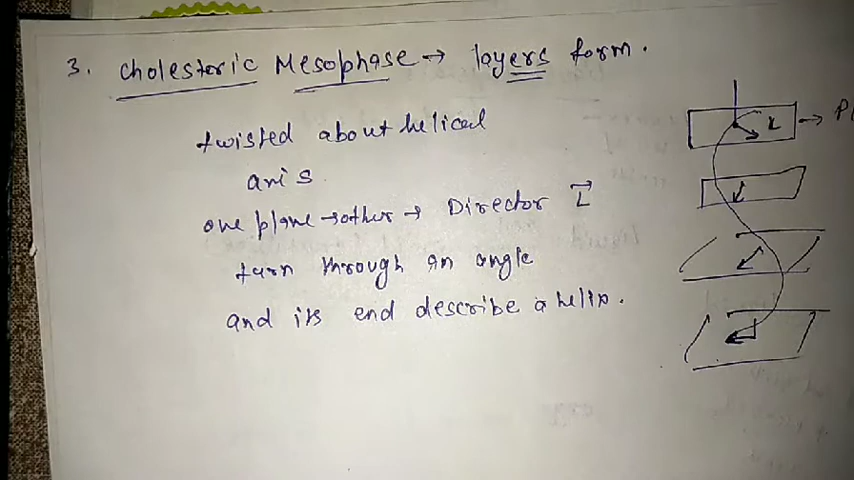 3. Cholesteric Mesophase → layers form.
twisted about helical
axis
one plane → other → Director L⃗
turn through an angle
and its end describe a helix.
L